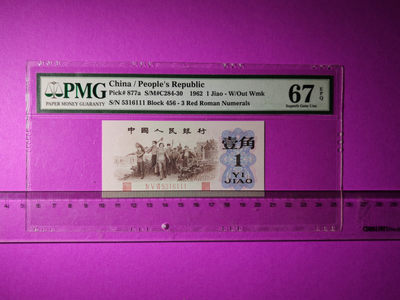 PMG
PAPER MONEY GUARANTY
China / People's Republic
Pick# 877a S/M#C284-30 1962 1 Jiao - W/Out Wmk
S/N 5316111 Block 456 - 3 Red Roman Numerals
67 EPQ
Superb Gem Unc
中國人民銀行
壹角
1
YI
JIAO
5316111